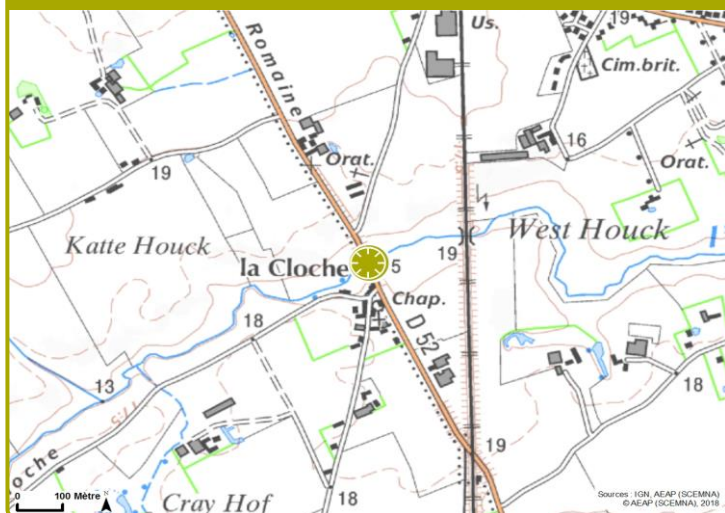 19
Us.
Romaine
Cim.brit.
Orat.
16
Orat.
19
Katte Houck
19
West Houck
la Cloche
5
Chap.
18
D 52
13
18
19
oche
18
Cray Hof
0 100 Mètre
Sources : IGN, AEAP (SCEMNA)
© AEAP (SCEMNA), 2018